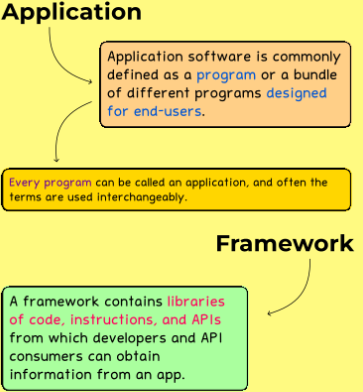 Application
Application software is commonly
defined as a program or a bundle
of different programs designed
for end-users.
Every program can be called an application, and often the
terms are used interchangeably.
Framework
A framework contains libraries
of code, instructions, and APIs
from which developers and API
consumers can obtain
information from an app.